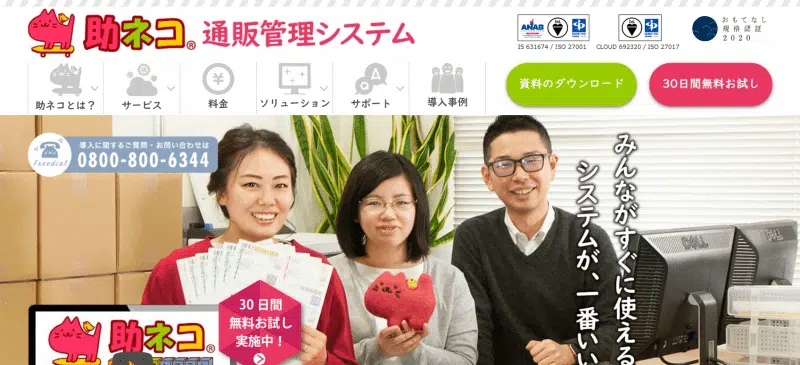 助ネコ® 通販管理システム
ANAB
IS 631674 / ISO 27001
CLOUD 692320 / ISO 27017
おもてなし
規格認証
2020
助ネコとは?
サービス
料金
ソリューション
サポート
導入事例
資料のダウンロード
30日間無料お試し
導入に関するご質問・お問い合わせは
Freedial
0800-800-6344
みんながすぐに使える
システムが、一番いい
30日間
無料お試し
実施中!
助ネコ®